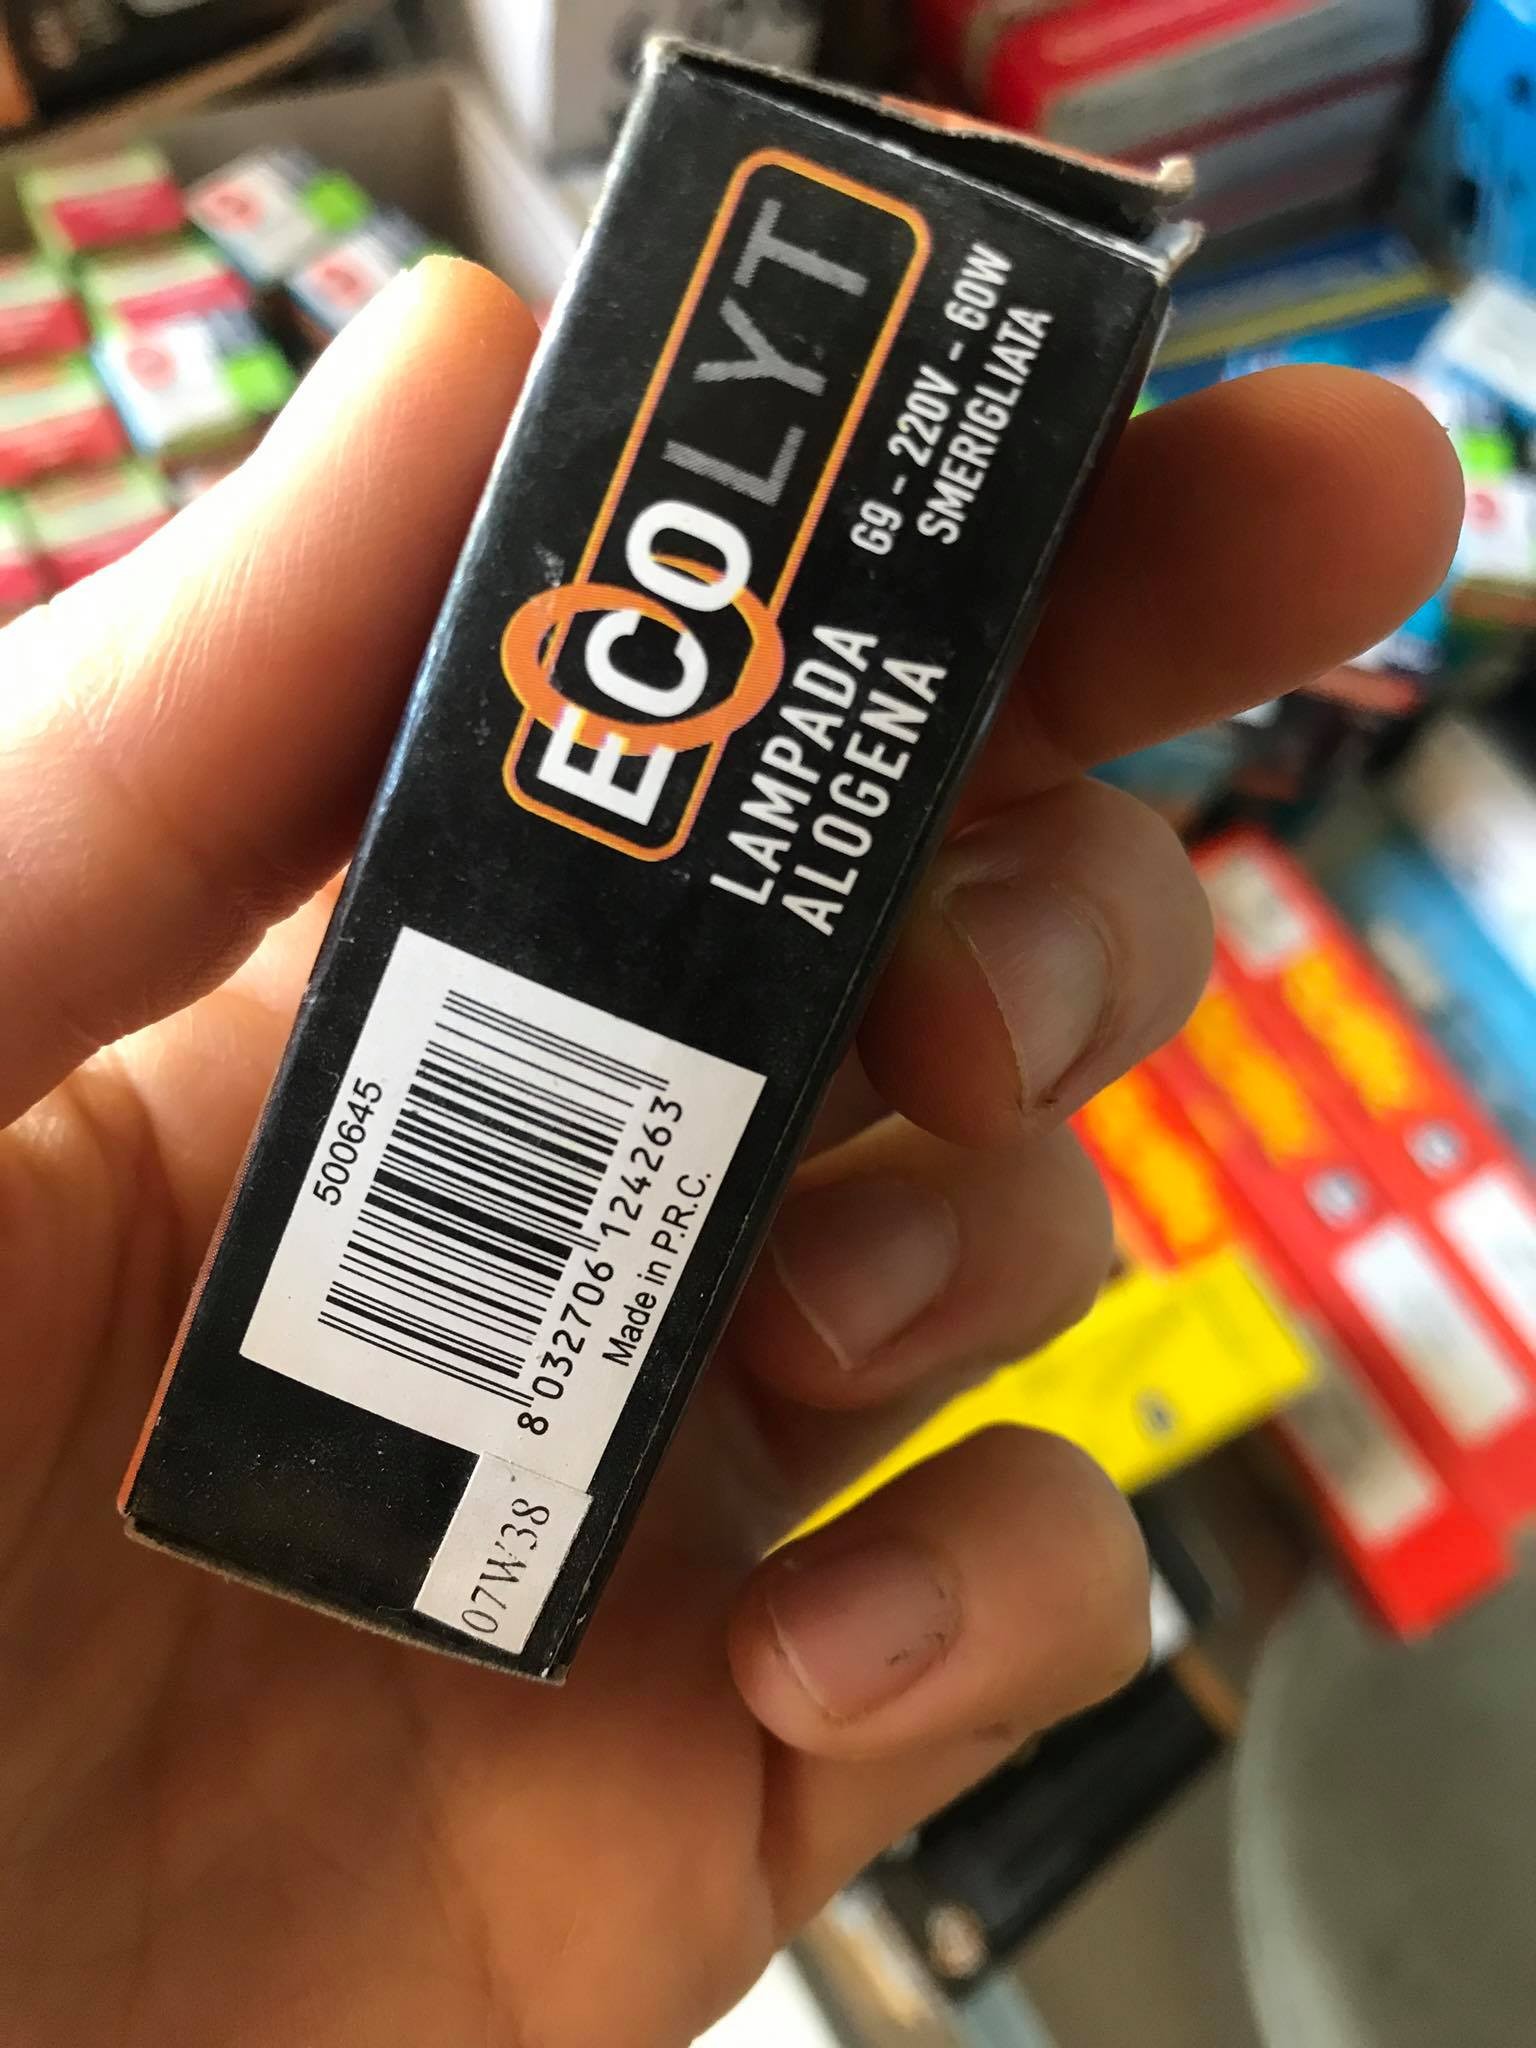 ECOLYT
LAMPADA G9 - 220V - 60W
ALOGENA SMERIGLIATA
500645
8 032706 124263
Made in P.R.C.
07W38